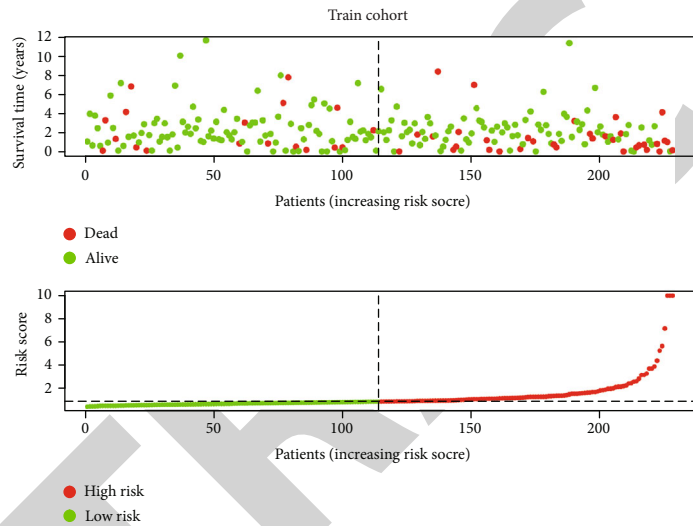 Train cohort
Survival time (years)
12
10
8
6
4
2
0
0 50 100 150 200
Patients (increasing risk socre)
Dead
Alive
Risk score
10
8
6
4
2
0 50 100 150 200
Patients (increasing risk socre)
High risk
Low risk